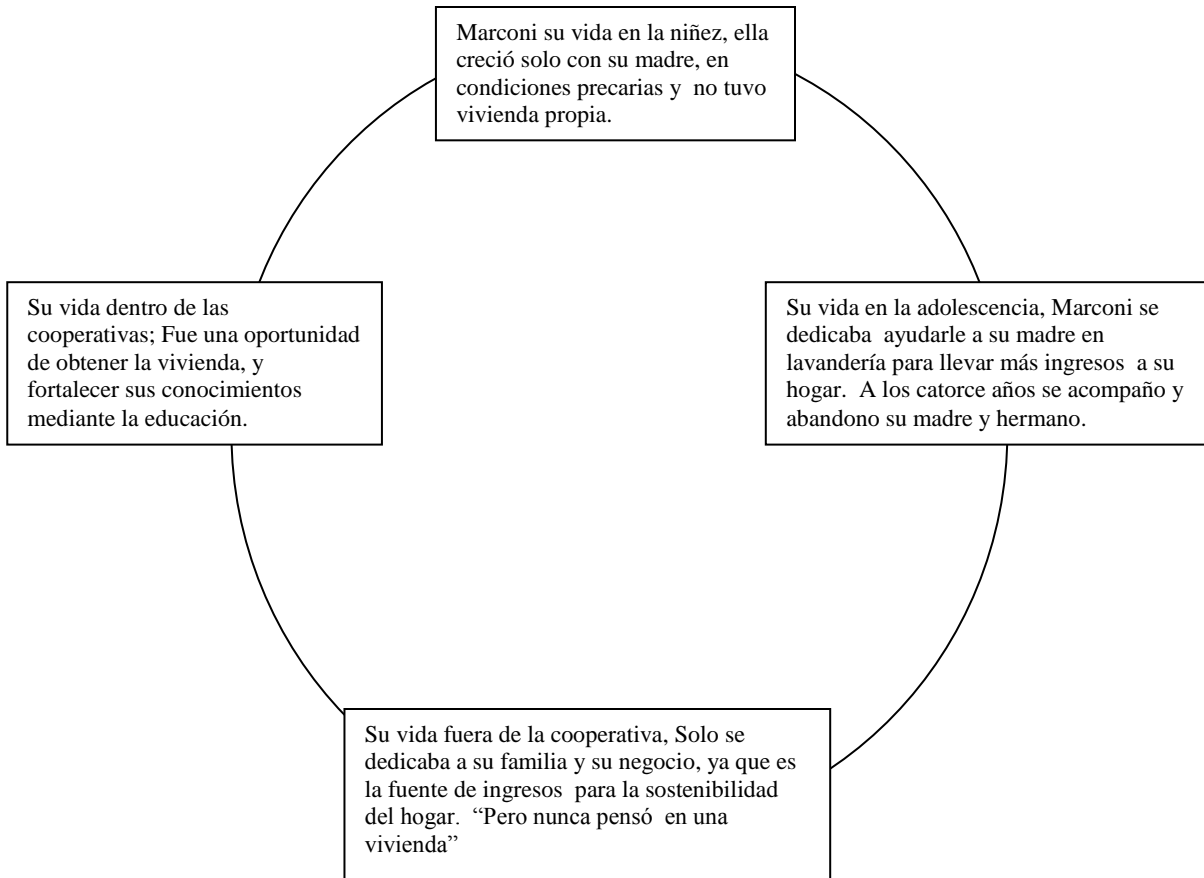 Marconi su vida en la niñez, ella
creció solo con su madre, en
condiciones precarias y  no tuvo
vivienda propia.
Su vida dentro de las
cooperativas; Fue una oportunidad
de obtener la vivienda, y
fortalecer sus conocimientos
mediante la educación.
Su vida en la adolescencia, Marconi se
dedicaba  ayudarle a su madre en
lavandería para llevar más ingresos  a su
hogar.  A los catorce años se acompaño y
abandono su madre y hermano.
Su vida fuera de la cooperativa, Solo se
dedicaba a su familia y su negocio, ya que es
la fuente de ingresos  para la sostenibilidad
del hogar.  “Pero nunca pensó  en una
vivienda”